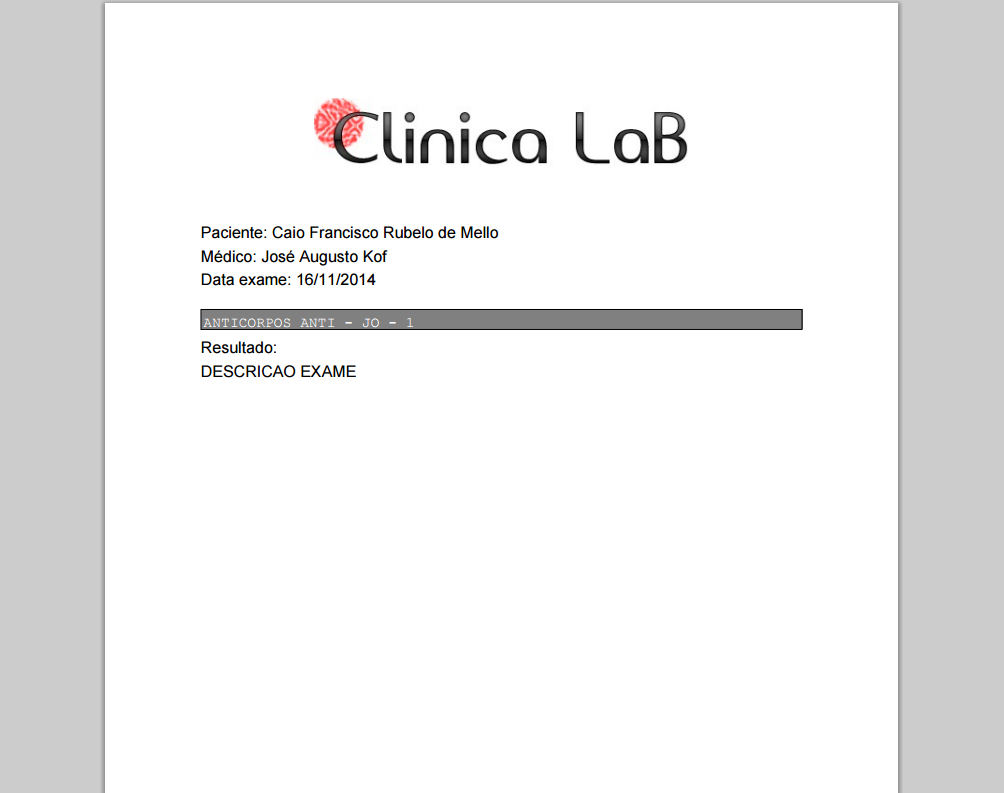 Clinica LaB
Paciente: Caio Francisco Rubelo de Mello
Médico: José Augusto Kof
Data exame: 16/11/2014
ANTICORPOS ANTI - JO - 1
Resultado:
DESCRICAO EXAME